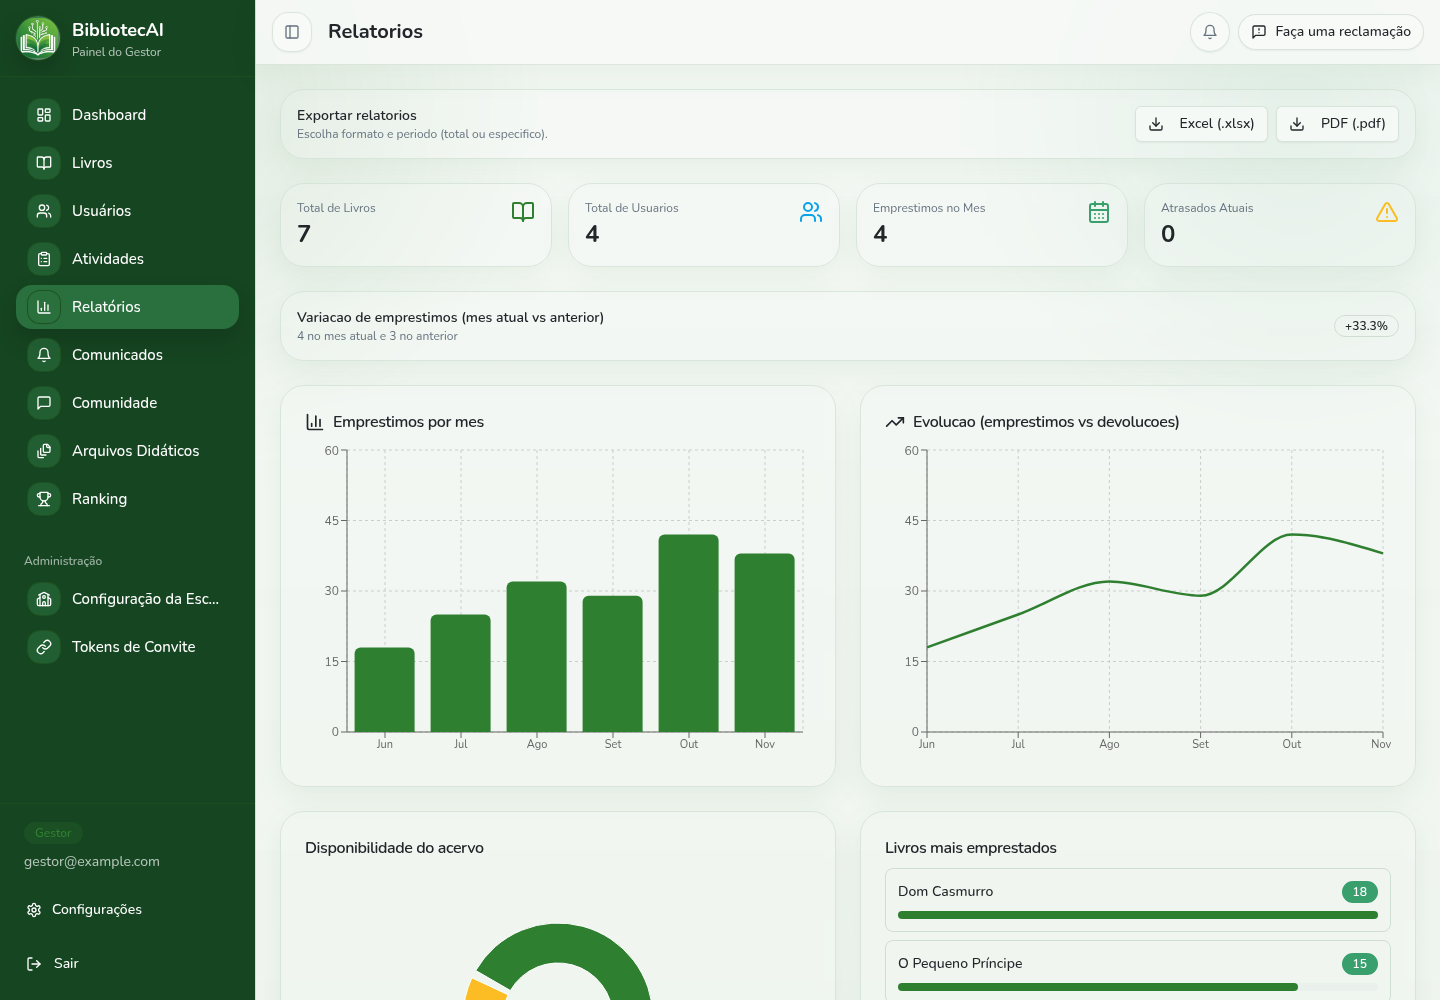 BibliotecAI
Painel do Gestor
Dashboard
Livros
Usuários
Atividades
Relatórios
Comunicados
Comunidade
Arquivos Didáticos
Ranking
Administração
Configuração da Esc...
Tokens de Convite
Gestor
gestor@example.com
Configurações
Sair
Relatorios
Faça uma reclamação
Exportar relatorios
Escolha formato e periodo (total ou especifico).
Excel (.xlsx)
PDF (.pdf)
Total de Livros
7
Total de Usuarios
4
Emprestimos no Mes
4
Atrasados Atuais
0
Variacao de emprestimos (mes atual vs anterior)
4 no mes atual e 3 no anterior
+33.3%
Emprestimos por mes
60
45
30
15
0
Jun Jul Ago Set Out Nov
Evolucao (emprestimos vs devolucoes)
60
45
30
15
0
Jun Jul Ago Set Out Nov
Disponibilidade do acervo
Livros mais emprestados
Dom Casmurro 18
O Pequeno Príncipe 15